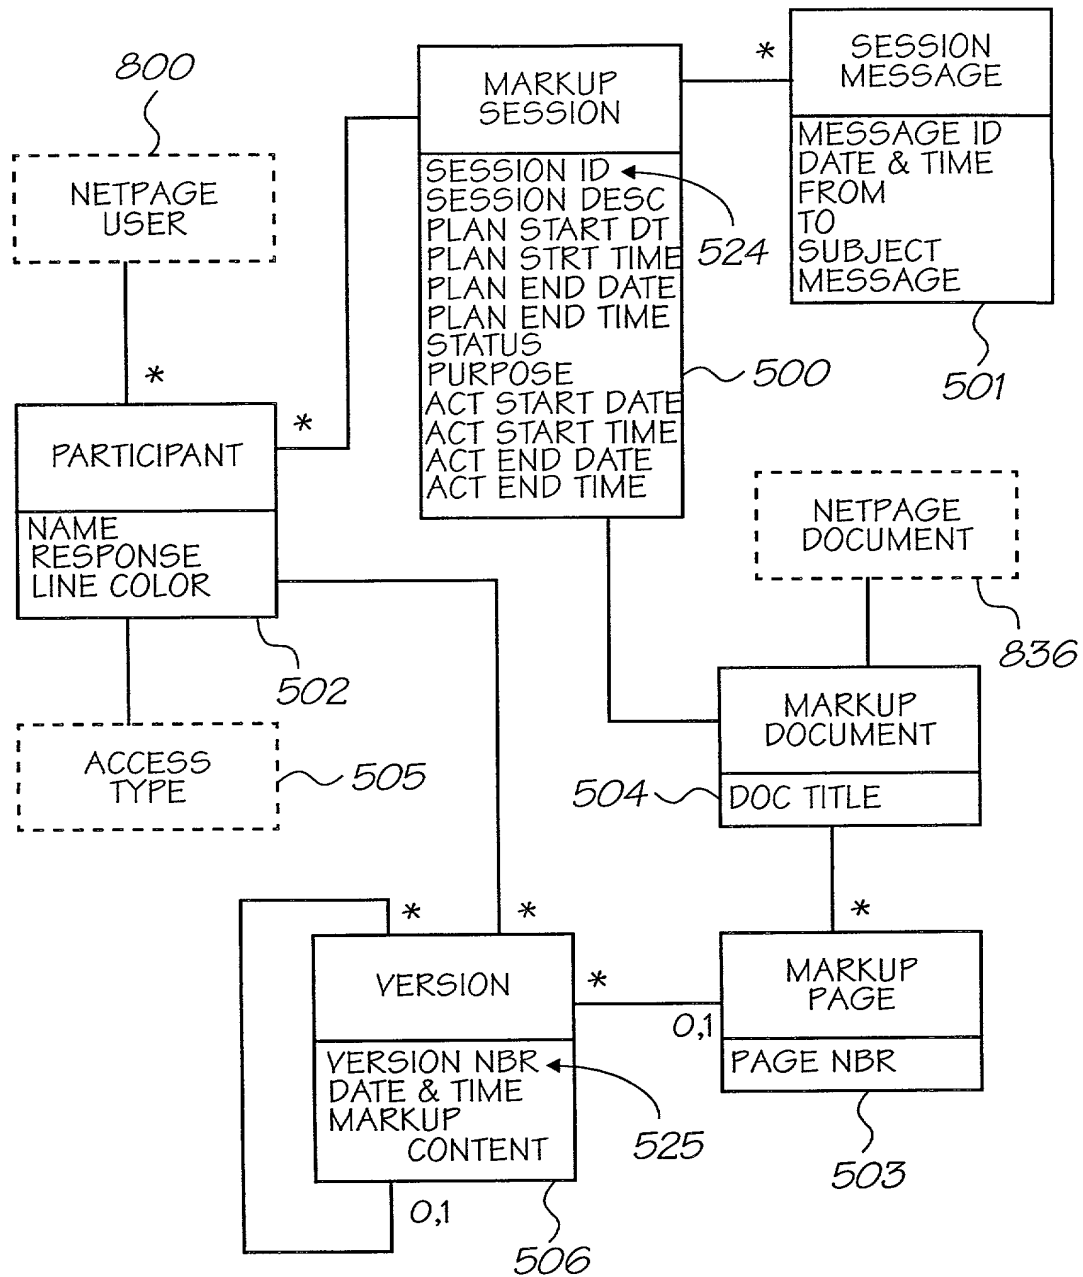 800
NETPAGE
USER
*
PARTICIPANT
*
NAME
RESPONSE
LINE COLOR
502
ACCESS
TYPE
505
MARKUP
SESSION
SESSION ID
SESSION DESC
PLAN START DT
PLAN STRT TIME
PLAN END DATE
PLAN END TIME
STATUS
PURPOSE
ACT START DATE
ACT START TIME
ACT END DATE
ACT END TIME
524
500
*
SESSION
MESSAGE
MESSAGE ID
DATE & TIME
FROM
TO
SUBJECT
MESSAGE
501
NETPAGE
DOCUMENT
836
MARKUP
DOCUMENT
504
DOC TITLE
*
MARKUP
PAGE
PAGE NBR
503
* *
VERSION
*
0,1
VERSION NBR
DATE & TIME
MARKUP
CONTENT
525
0,1
506